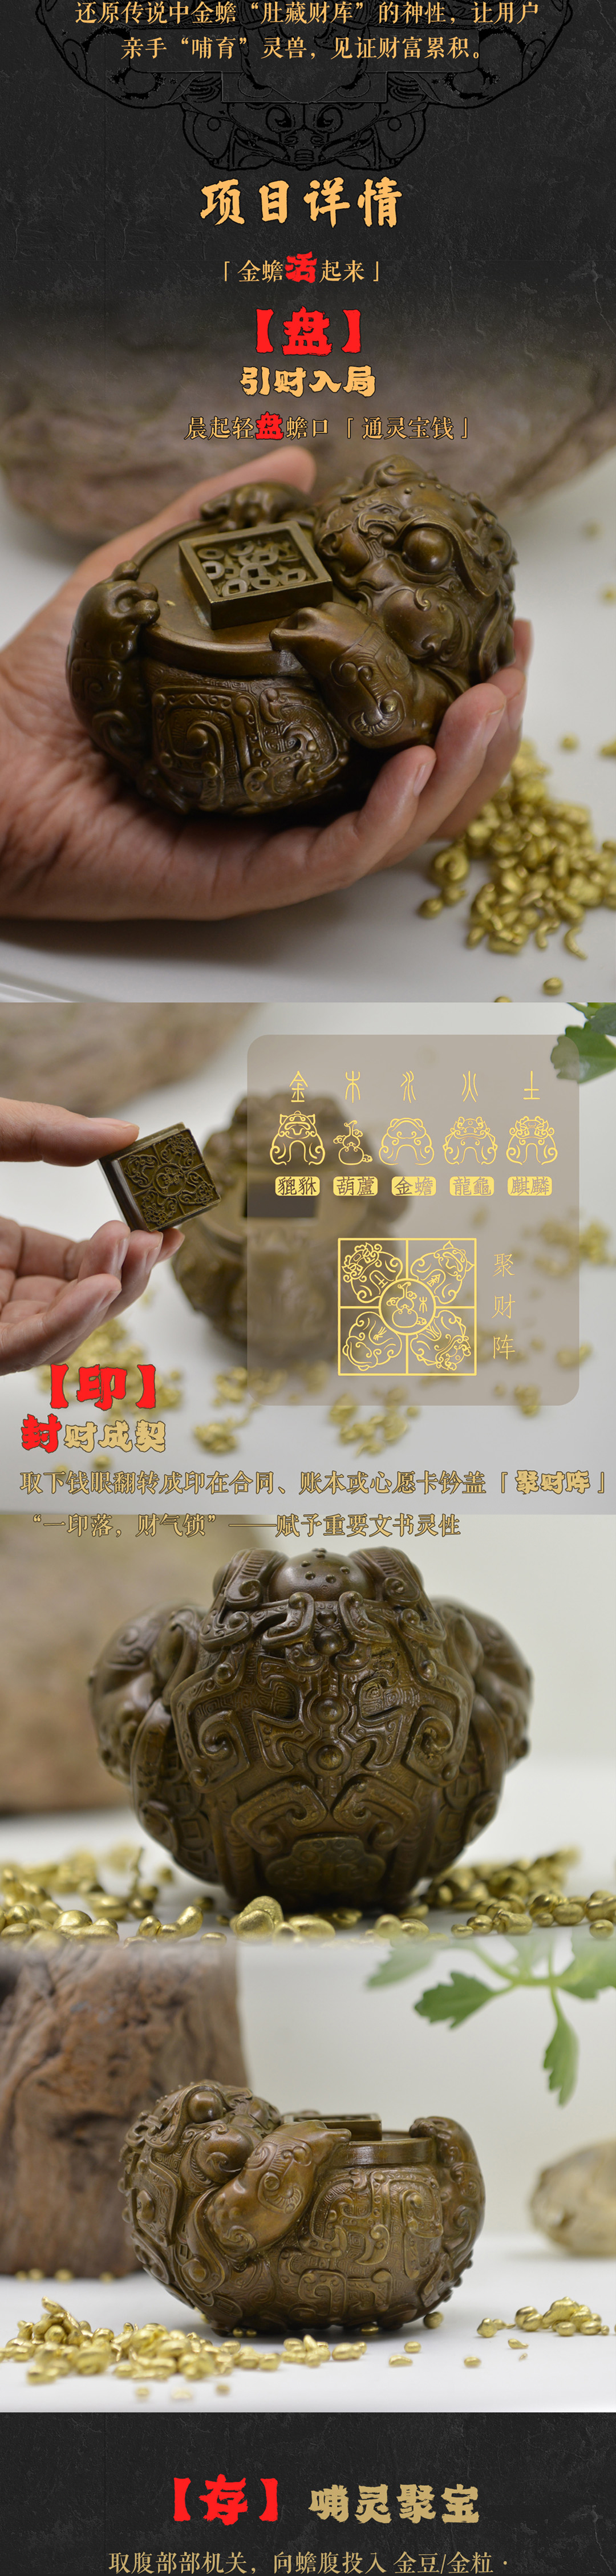 还原传说中金蟾“肚藏财库”的神性，让用户
亲手“哺育”灵兽，见证财富累积。
项目详情
「金蟾活起来」
【盘】
引财入局
晨起轻盘蟾口「通灵宝钱」
金 木 水 火 土
貔貅 葫蘆 金蟾 龍龜 麒麟
聚
财
阵
【印】
封财成契
取下钱眼翻转成印在合同、账本或心愿卡钤盖「聚财阵」
“一印落，财气锁”——赋予重要文书灵性
【存】 哺灵聚宝
取腹部部机关，向蟾腹投入 金豆/金粒·